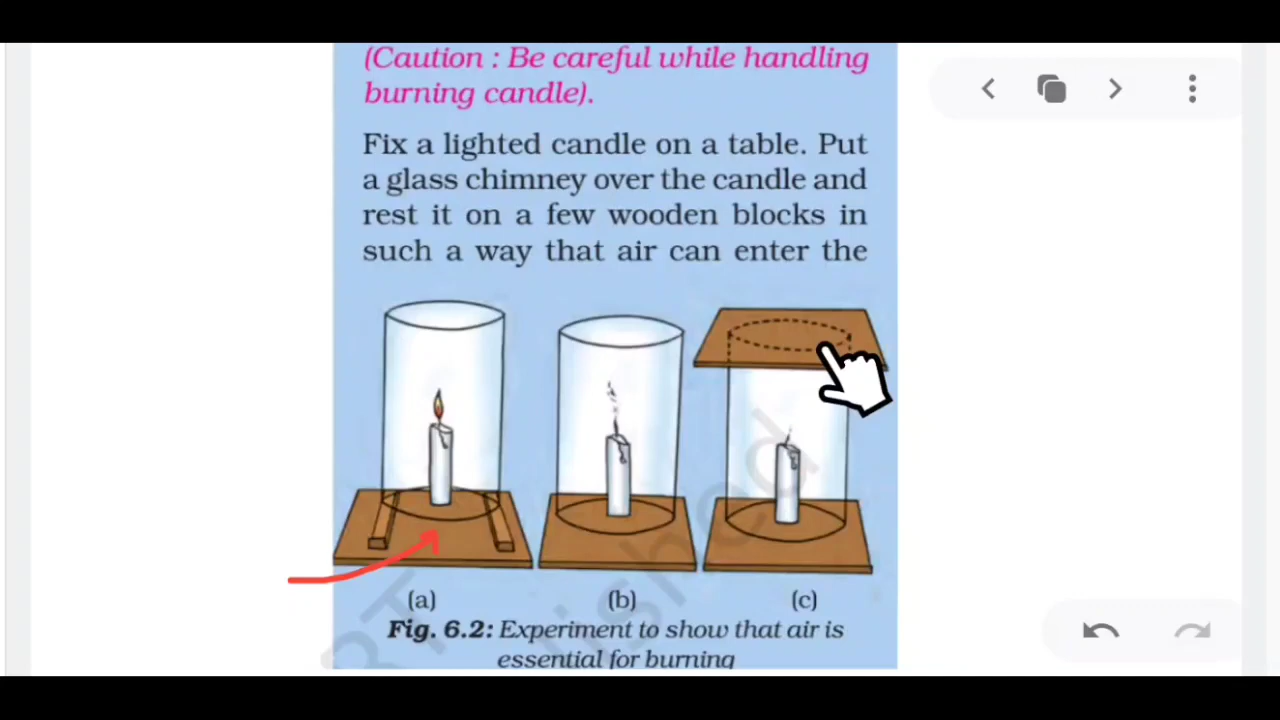 (Caution : Be careful while handling
burning candle).
Fix a lighted candle on a table. Put
a glass chimney over the candle and
rest it on a few wooden blocks in
such a way that air can enter the
(a) (b) (c)
Fig. 6.2: Experiment to show that air is
essential for burning